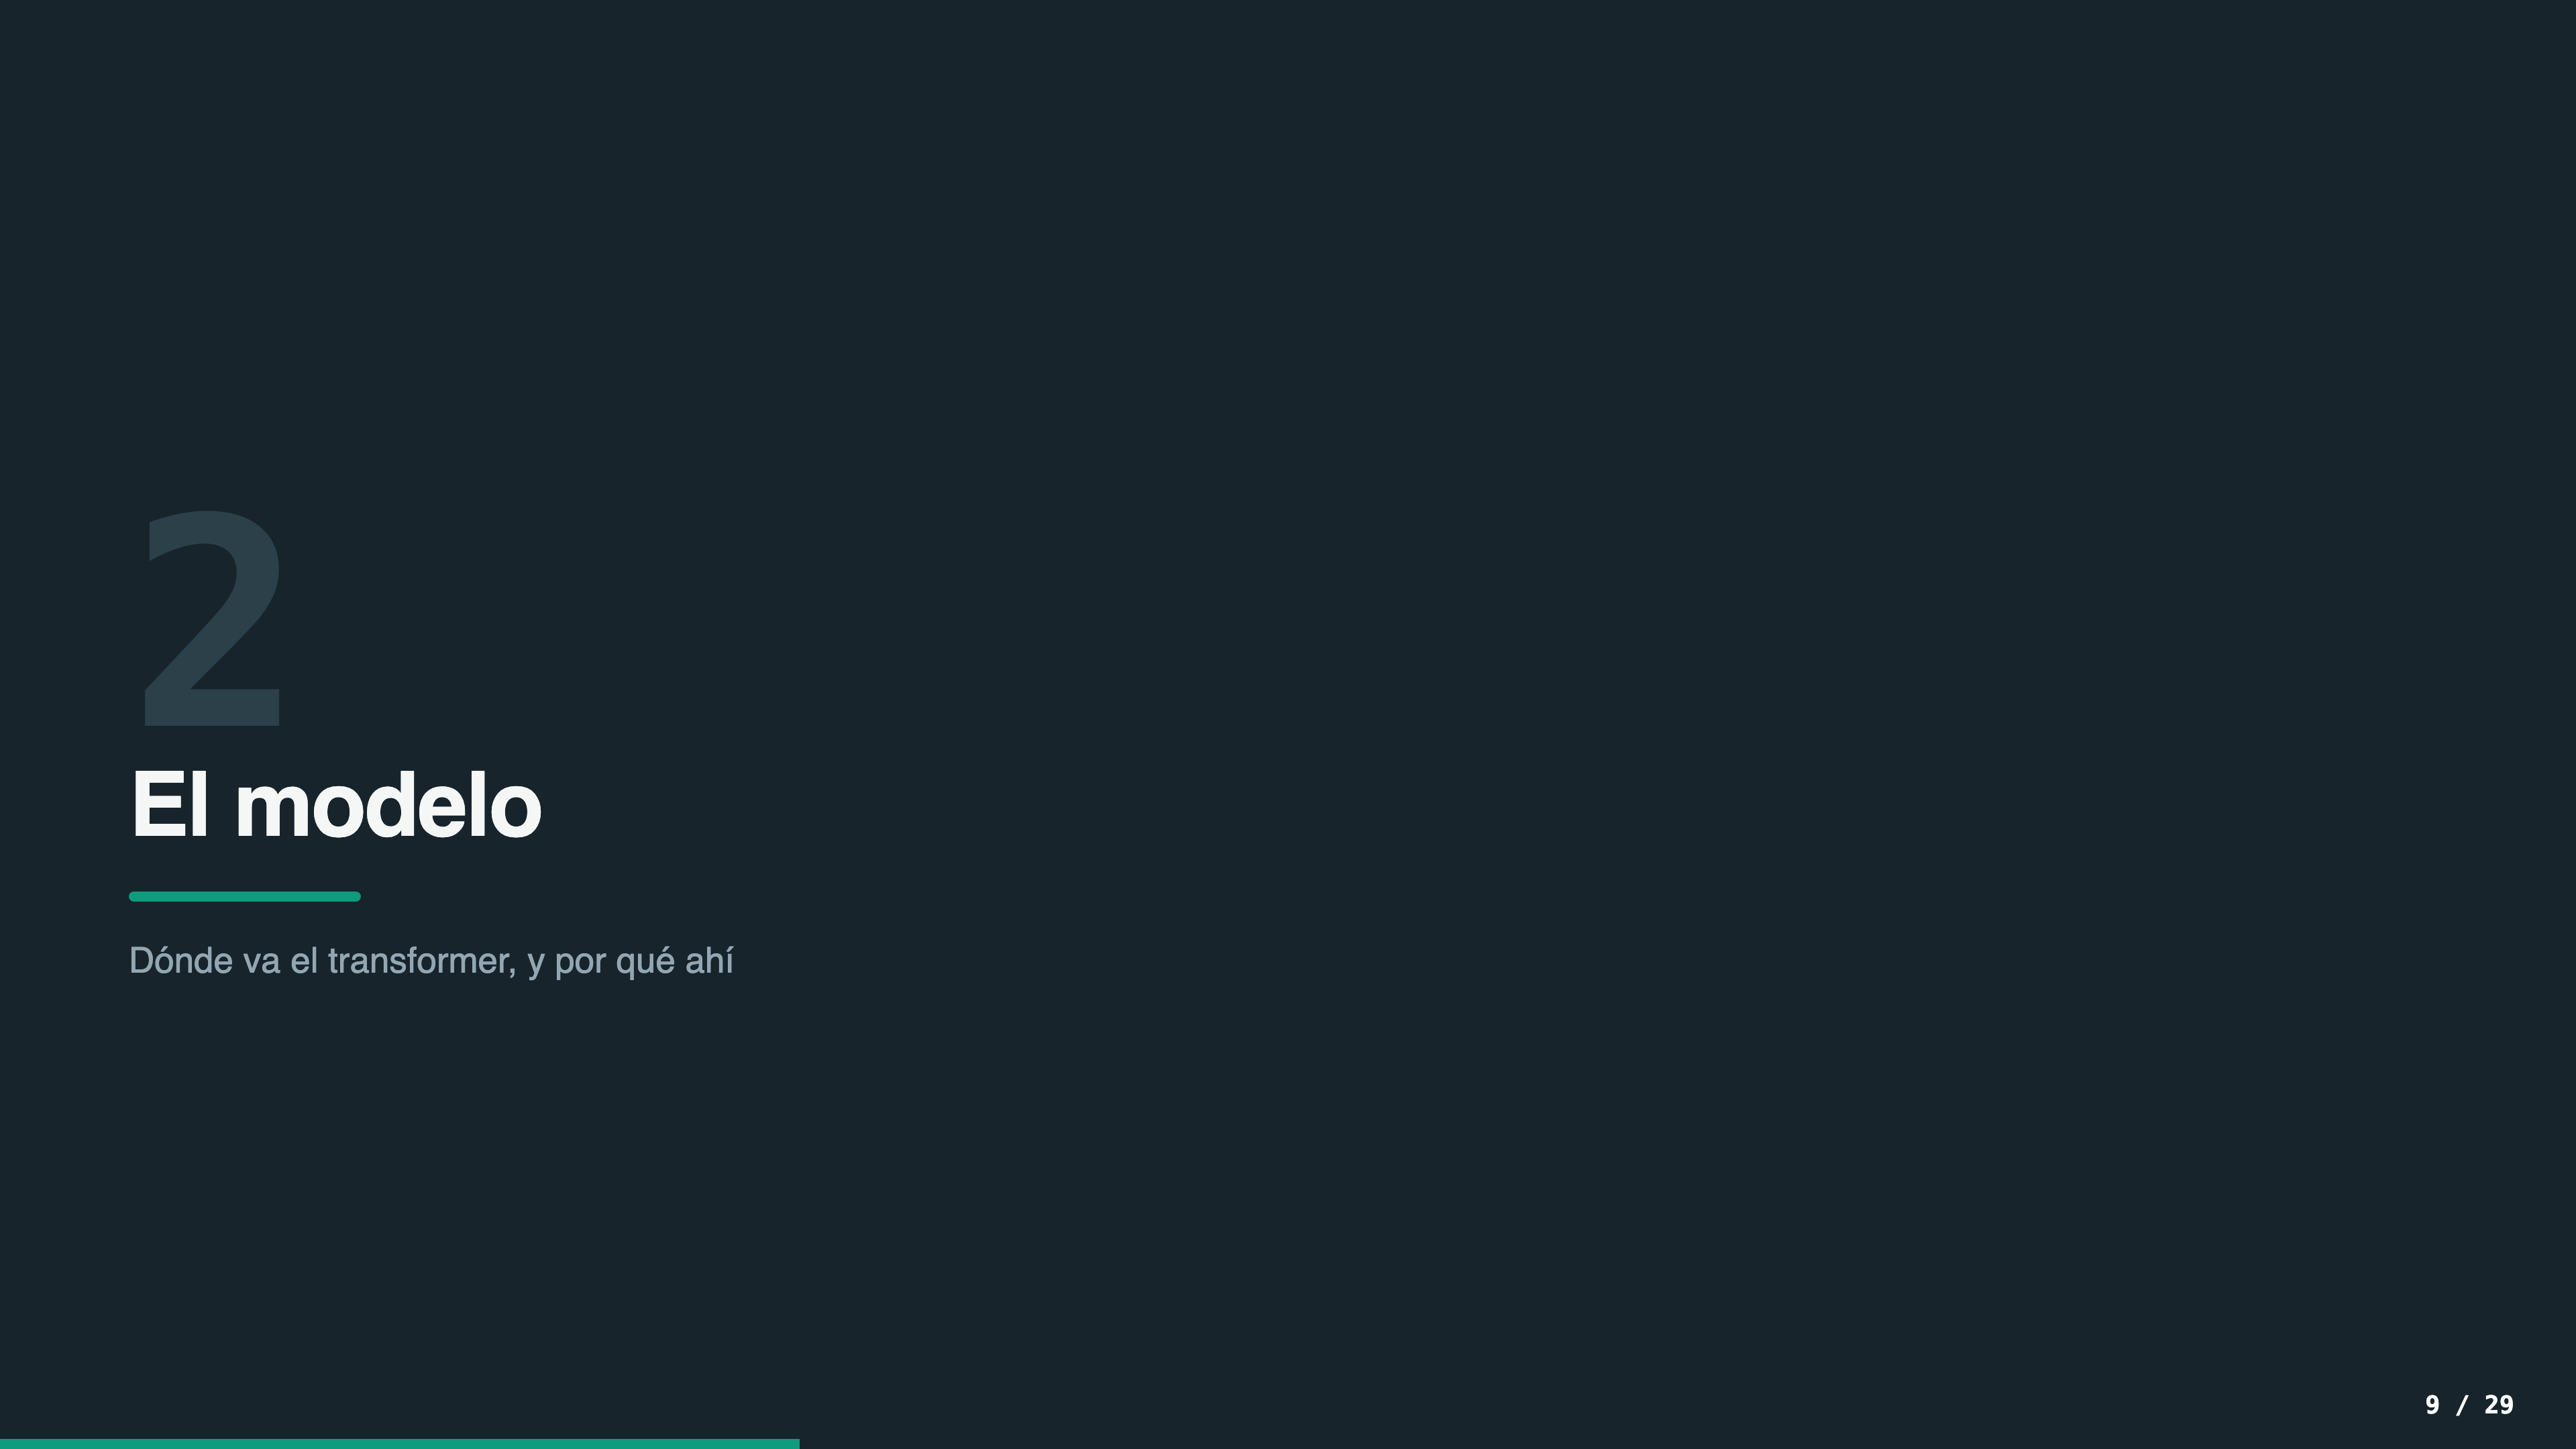 2
El modelo
Dónde va el transformer, y por qué ahí
9 / 29